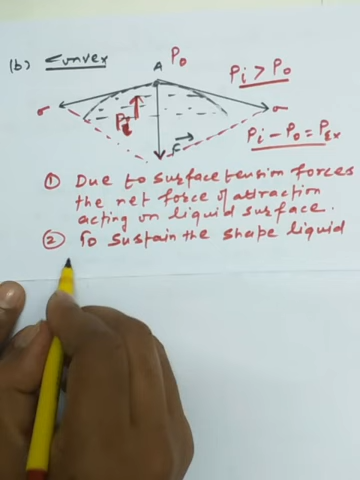 (b) Convex
A P₀
Pi > P₀
σ σ
Pi
F
Pi - P₀ = PEx
① Due to surface tension forces
the net force of attraction
acting on liquid surface.
② To sustain the shape liquid